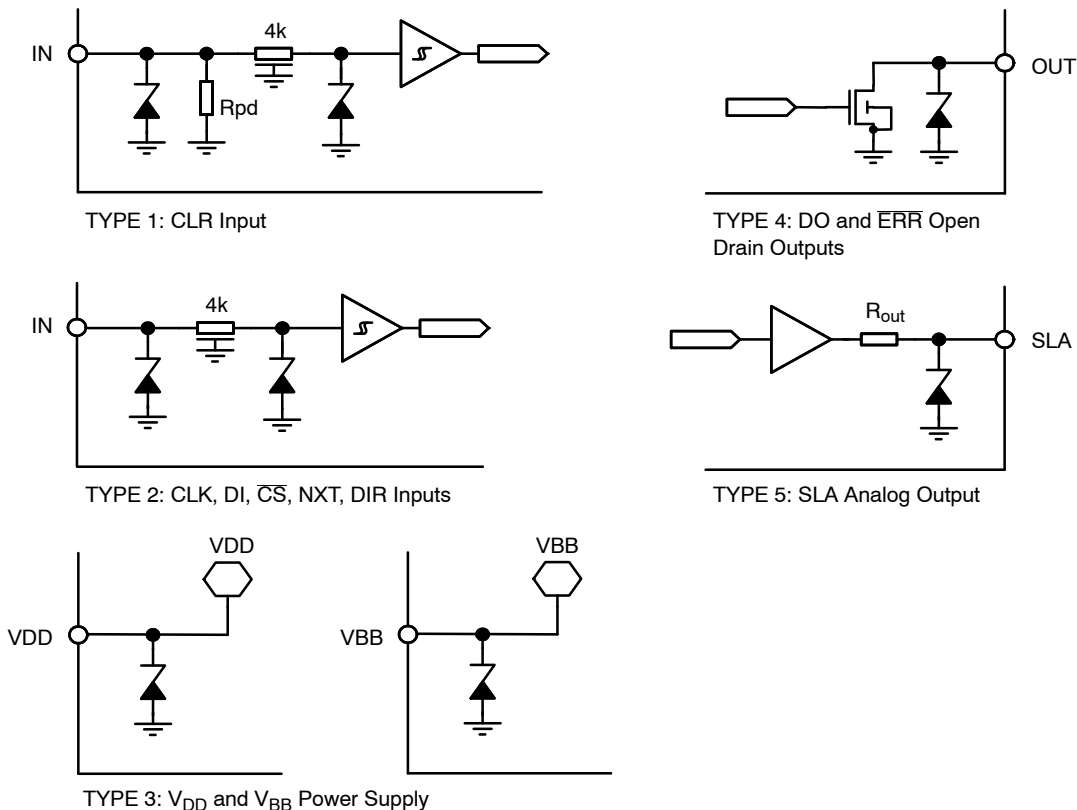 IN
4k
Rpd
TYPE 1: CLR Input
OUT
TYPE 4: DO and E̅R̅R̅ Open
Drain Outputs
IN
4k
TYPE 2: CLK, DI, C̅S̅, NXT, DIR Inputs
Rout
SLA
TYPE 5: SLA Analog Output
VDD
VDD
VBB
VBB
TYPE 3: VDD and VBB Power Supply